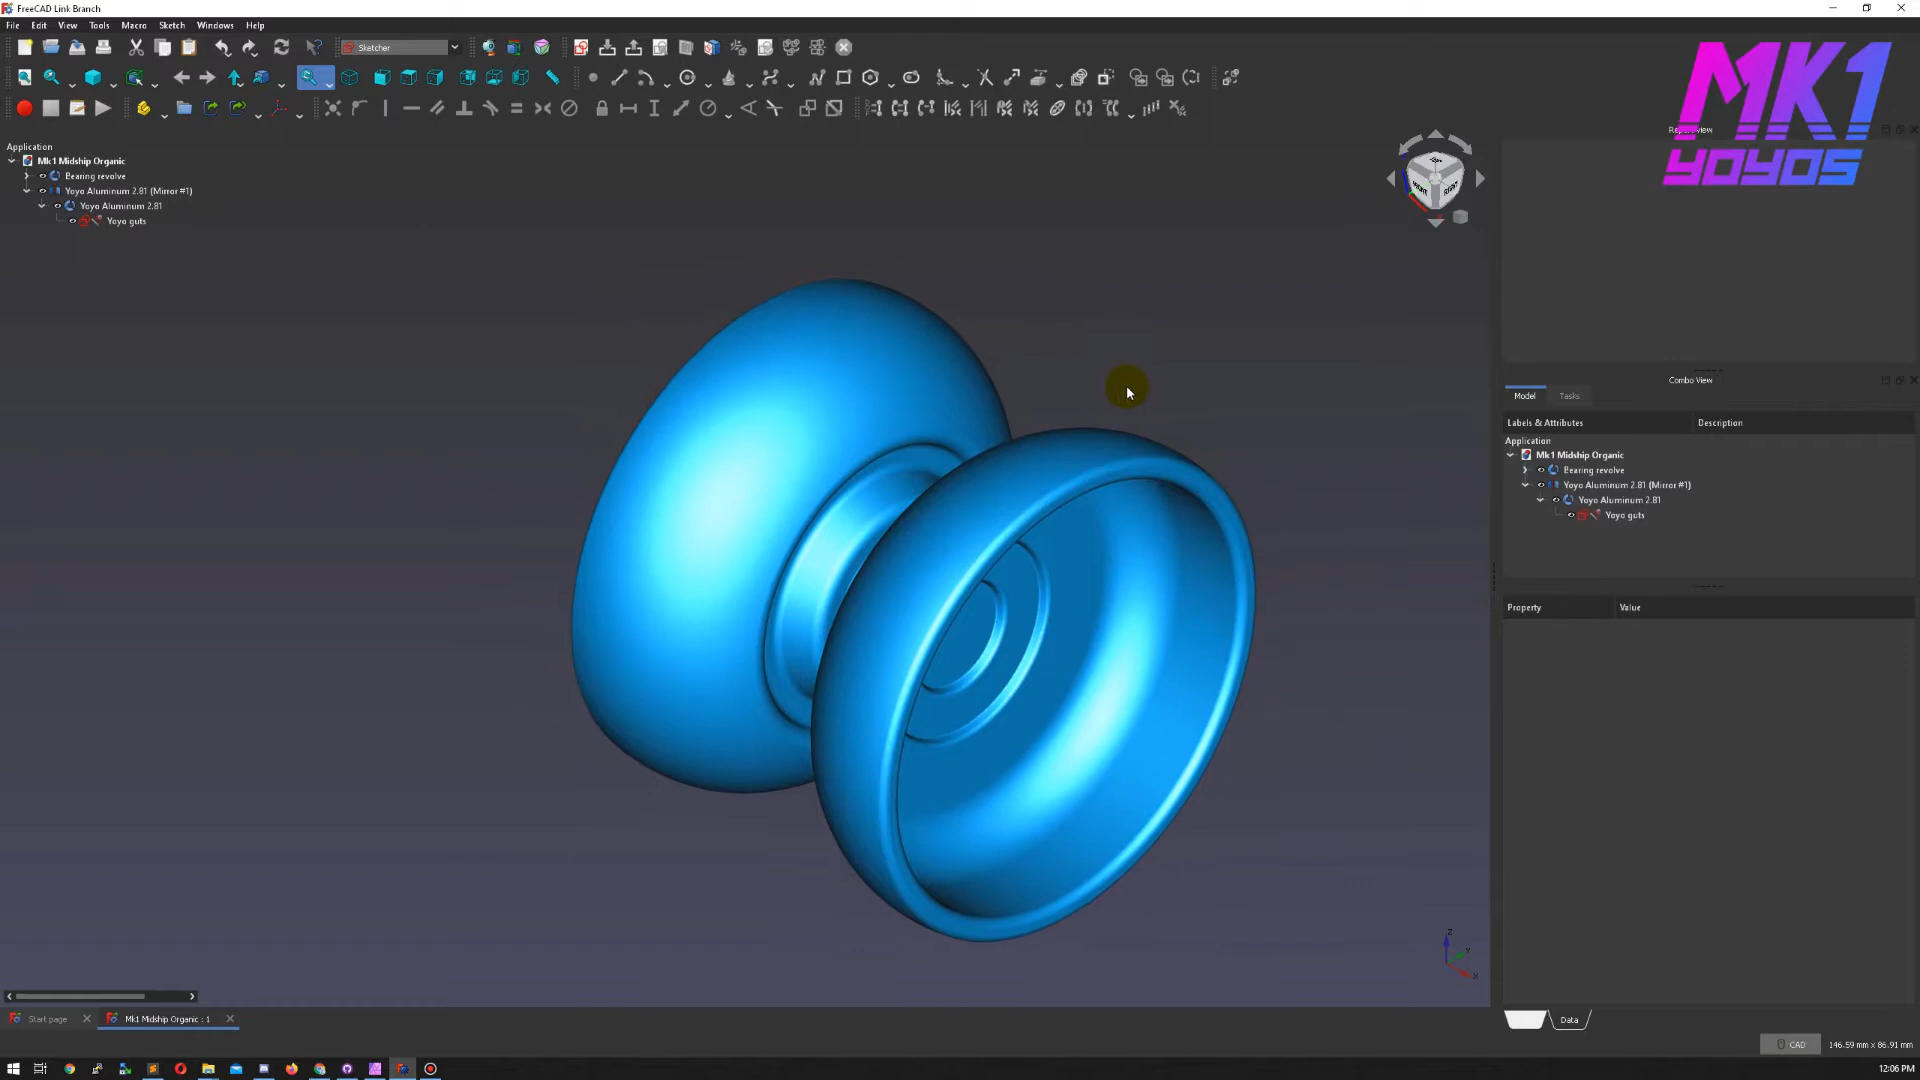 FreeCAD Link Branch
File Edit View Tools Macro Sketch Windows Help
Sketcher
MK1
YOYOS
Report view
Application
Mk1 Midship Organic
Bearing revolve
Yoyo Aluminum 2.81 (Mirror #1)
Yoyo Aluminum 2.81
Yoyo guts
FRONT RIGHT
Combo View
Model Tasks
Labels & Attributes Description
Application
Mk1 Midship Organic
Bearing revolve
Yoyo Aluminum 2.81 (Mirror #1)
Yoyo Aluminum 2.81
Yoyo guts
Property Value
Z
Y
X
Start page Mk1 Midship Organic : 1
Data
CAD 146.59 mm x 86.91 mm
12:06 PM